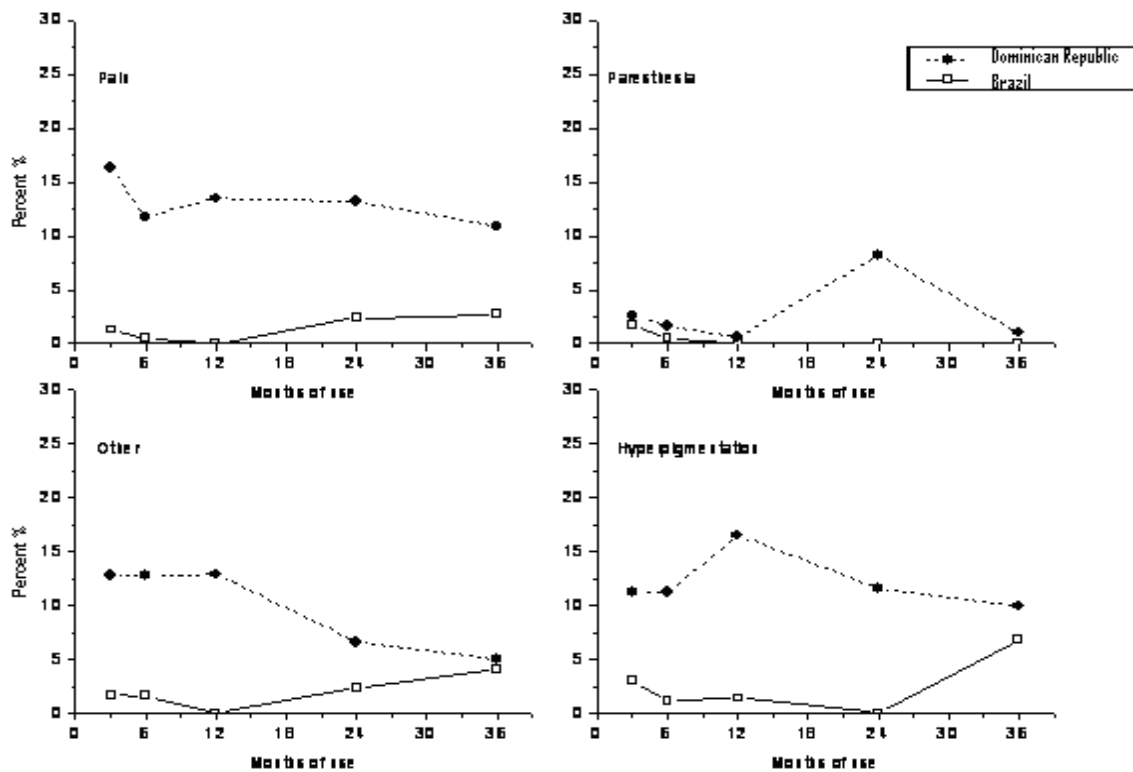 30
25
20
15
10
5
0
Percent %
Pain
0 6 12 18 24 30 36
Months of use
30
25
20
15
10
5
0
Paresthesia
Dominican Republic
Brazil
0 6 12 18 24 30 36
Months of use
30
25
20
15
10
5
0
Percent %
Other
0 6 12 18 24 30 36
Months of use
30
25
20
15
10
5
0
Hyperpigmentation
0 6 12 18 24 30 36
Months of use